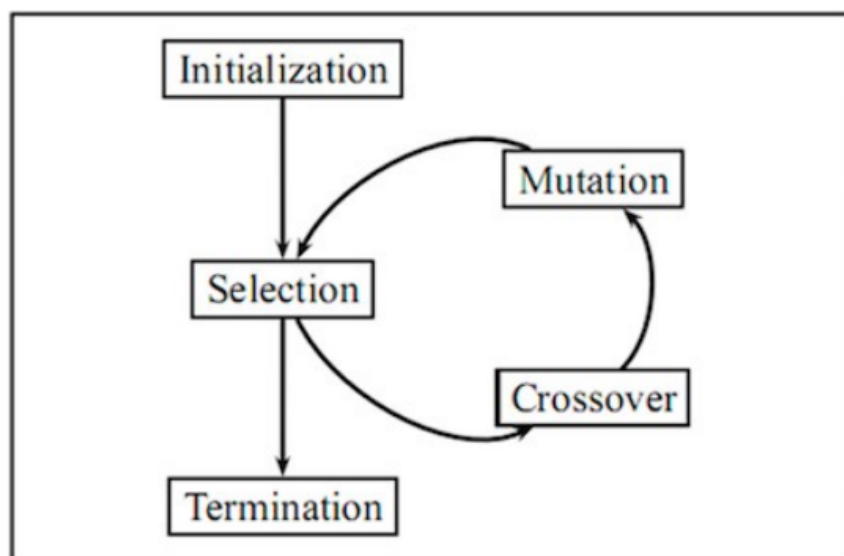 Initialization
Mutation
Selection
Crossover
Termination